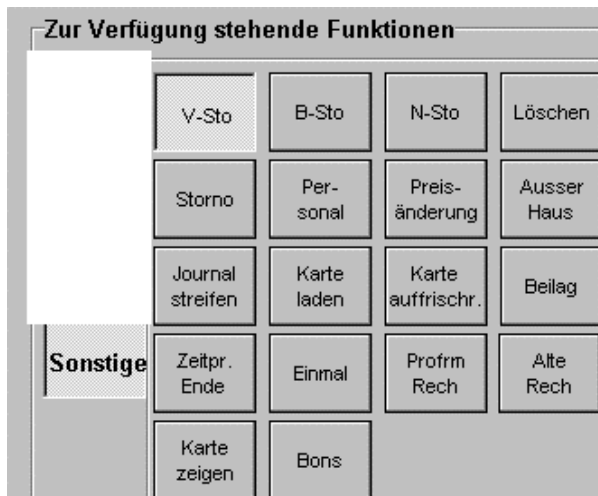 Zur Verfügung stehende Funktionen
V-Sto
B-Sto
N-Sto
Löschen
Storno
Per-
sonal
Preis-
änderung
Ausser
Haus
Journal
streifen
Karte
laden
Karte
auffrischr.
Beilag
Sonstige
Zeitpr.
Ende
Einmal
Profrm
Rech
Alte
Rech
Karte
zeigen
Bons